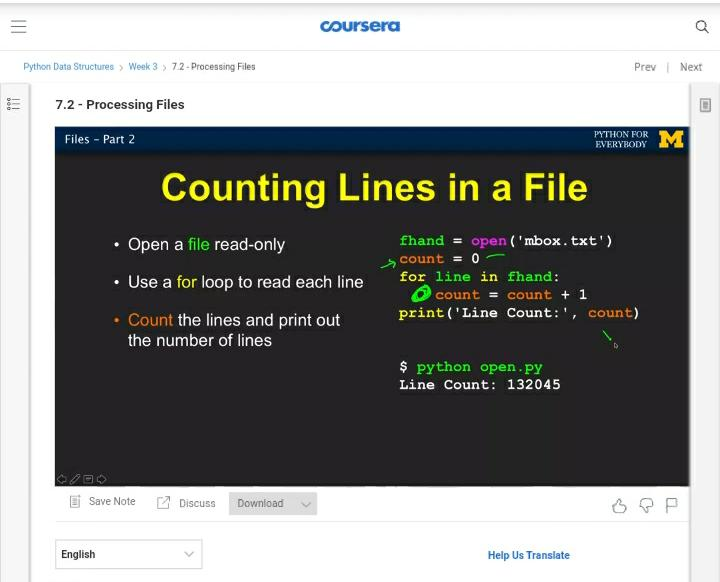 coursera
Python Data Structures > Week 3 > 7.2 - Processing Files
Prev | Next
7.2 - Processing Files
Files – Part 2
PYTHON FOR
EVERYBODY
M
Counting Lines in a File
• Open a file read-only
• Use a for loop to read each line
• Count the lines and print out
the number of lines
fhand = open('mbox.txt')
count = 0
for line in fhand:
count = count + 1
print('Line Count:', count)
$ python open.py
Line Count: 132045
Save Note
Discuss
Download
English
Help Us Translate